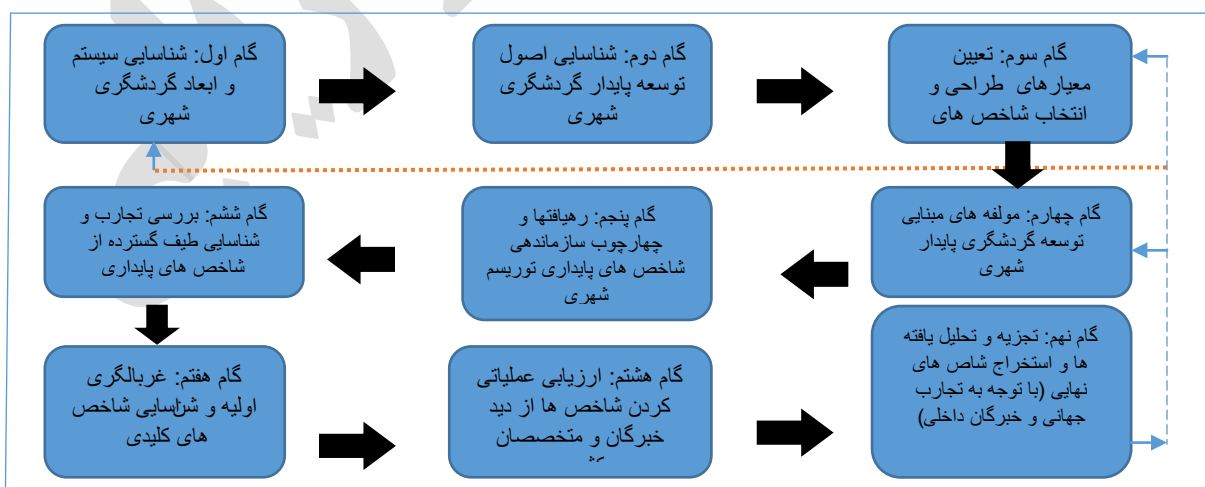 گام اول: شناسایی سیستم
و ابعاد گردشگری
شهری
گام دوم: شناسایی اصول
توسعه پایدار گردشگری
شهری
گام سوم: تعیین
معیارهای طراحی و
انتخاب شاخص های
گام چهارم: مولفه های مبنایی
توسعه گردشگری پایدار
شهری
گام پنجم: رهیافتها و
چهارچوب سازماندهی
شاخص های پایداری توریسم
شهری
گام ششم: بررسی تجارب و
شناسایی طیف گسترده از
شاخص های پایداری
گام هفتم: غربالگری
اولیه و شناسایی شاخص
های کلیدی
گام هشتم: ارزیابی عملیاتی
کردن شاخص ها از دید
خبرگان و متخصصان
گام نهم: تجزیه و تحلیل یافته
ها و استخراج شاص های
نهایی (با توجه به تجارب
جهانی و خبرگان داخلی)